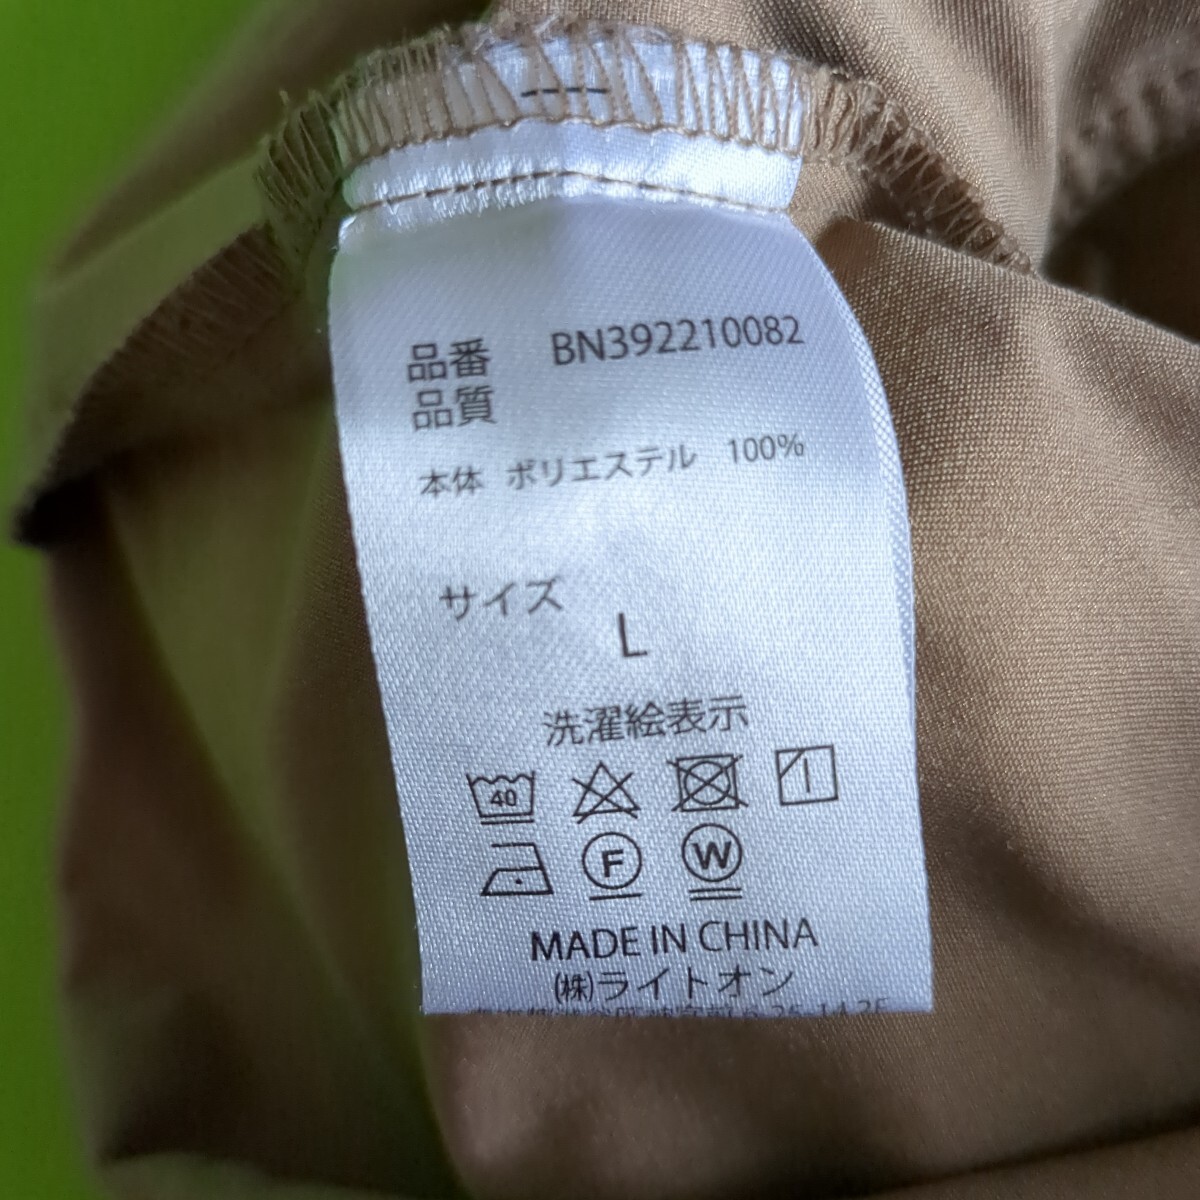 品番 BN392210082
品質
本体 ポリエステル 100%
サイズ
L
洗濯絵表示
40
F W
MADE IN CHINA
(株)ライトオン